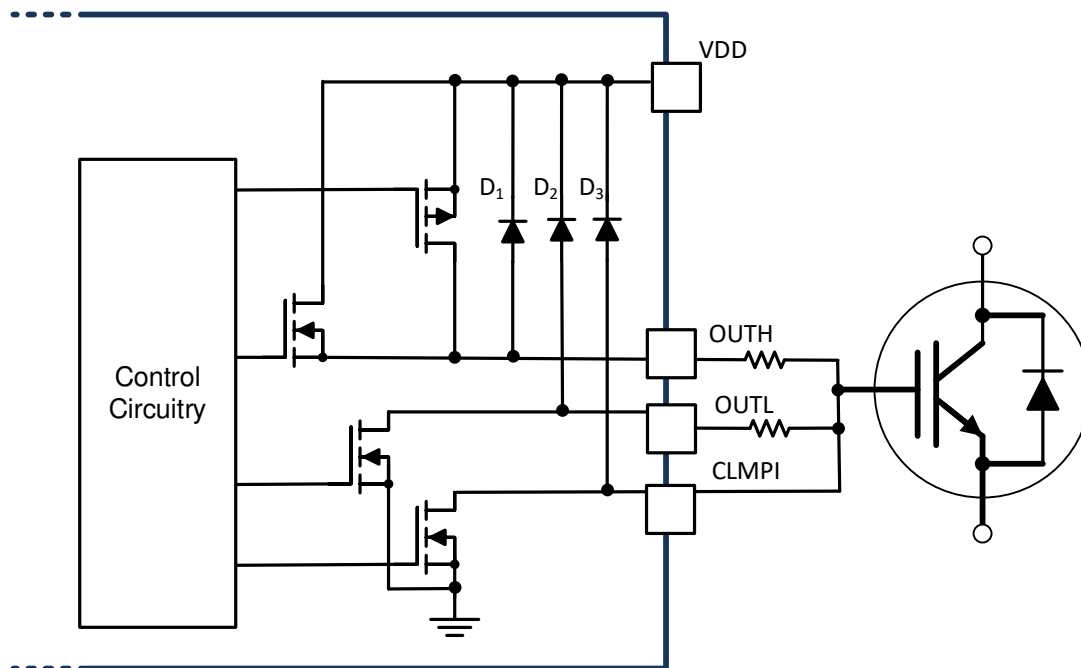 VDD
D₁ D₂ D₃
OUTH
Control
Circuitry
OUTL
CLMPI